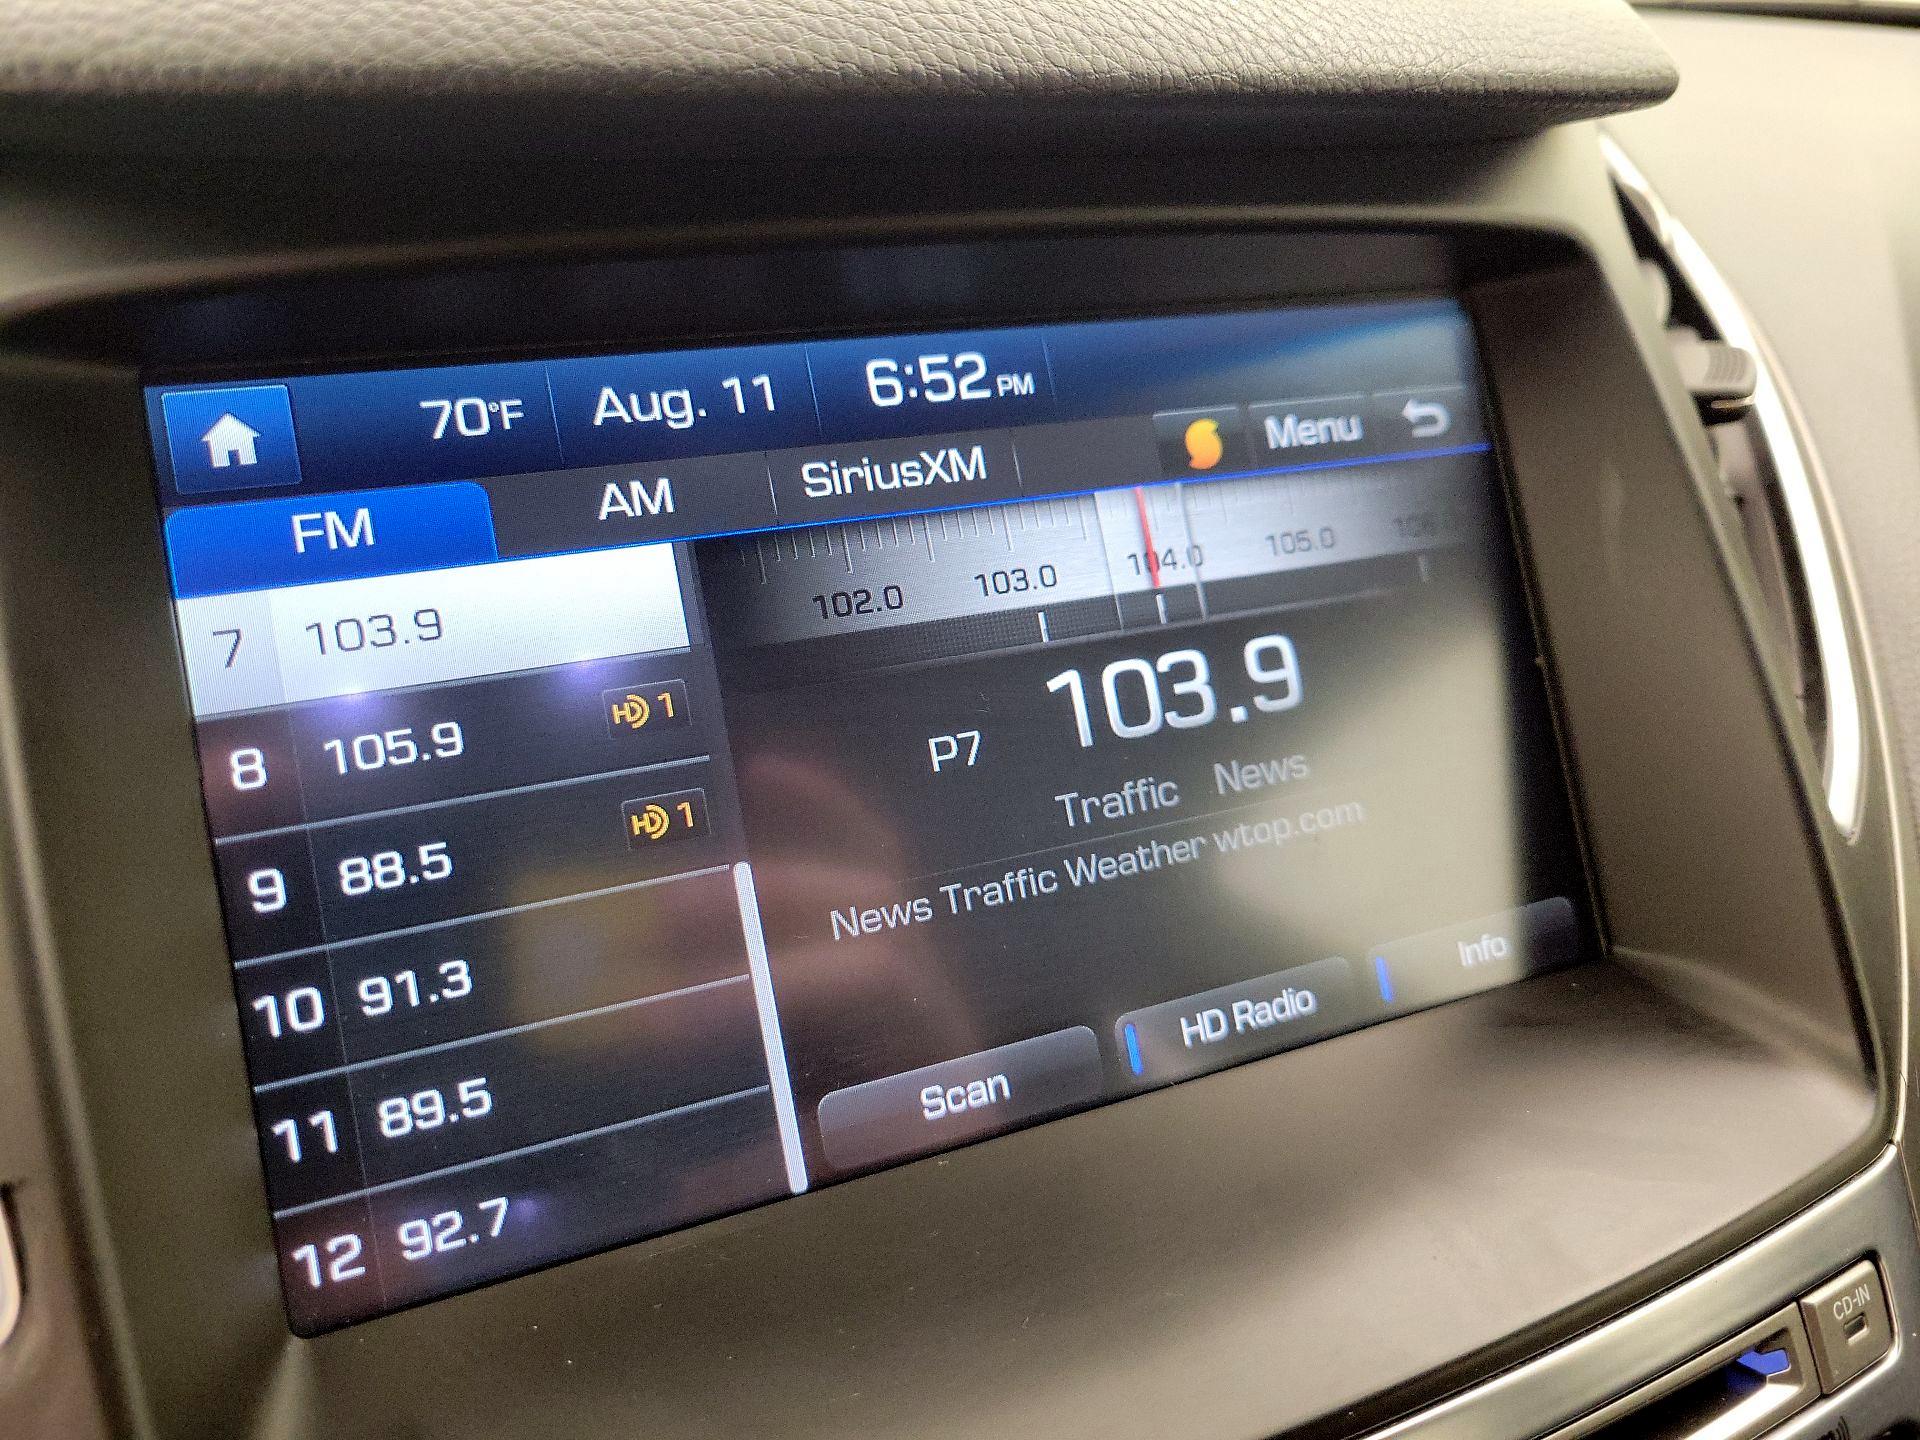 70°F Aug. 11 6:52 PM
FM AM SiriusXM Menu
102.0 103.0 104.0 105.0
7 103.9
8 105.9 HD 1
9 88.5 HD 1
10 91.3
11 89.5
12 92.7
P7 103.9
Traffic News
News Traffic Weather wtop.com
Scan HD Radio Info
CD-IN